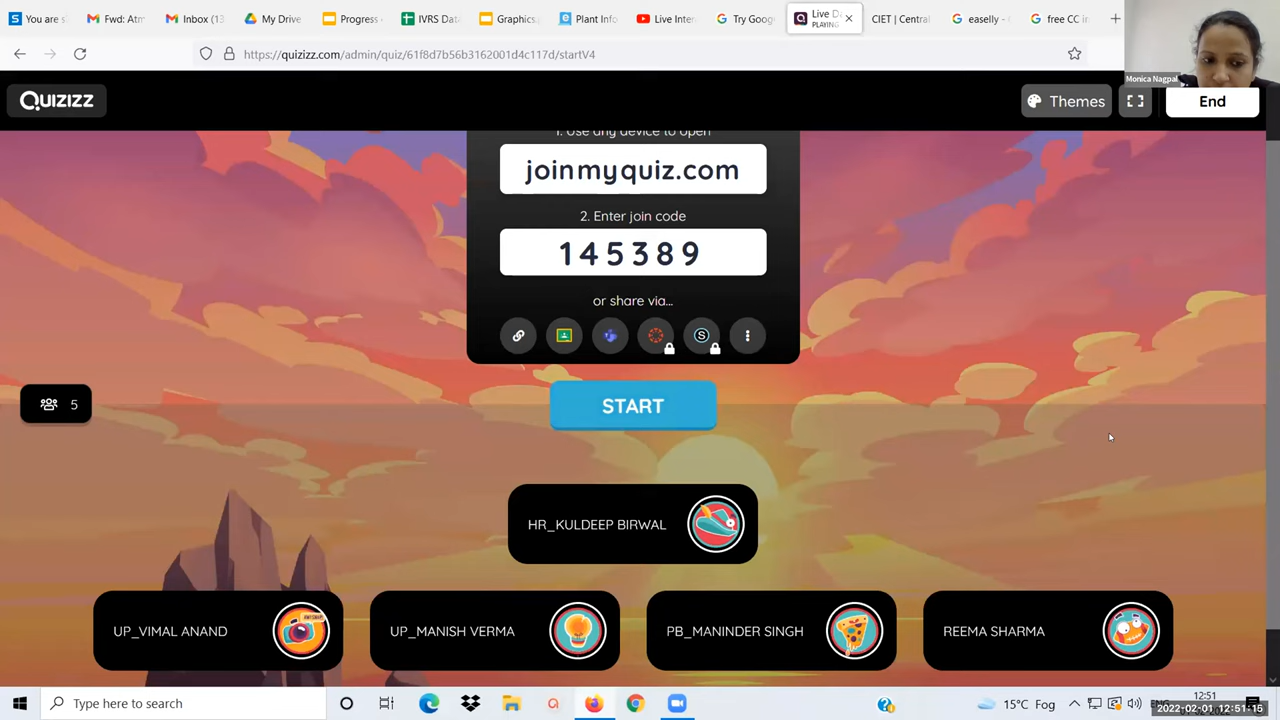 You are s
Fwd: Atm
Inbox (13
My Drive
Progress
IVRS Data
Graphics
Plant Info
Live Inter
Try Goog
Live D
PLAYING
CIET | Central
easelly -
free CC in
https://quizizz.com/admin/quiz/61f8d7b56b3162001d4c117d/startV4
Monica Nagpal
Quizizz
Themes
End
1. Use any device to open
joinmyquiz.com
2. Enter join code
145389
or share via...
5
START
HR_KULDEEP BIRWAL
UP_VIMAL ANAND
UP_MANISH VERMA
PB_MANINDER SINGH
REEMA SHARMA
Type here to search
15°C Fog
ENG
12:51
2022-02-01 12:51:15